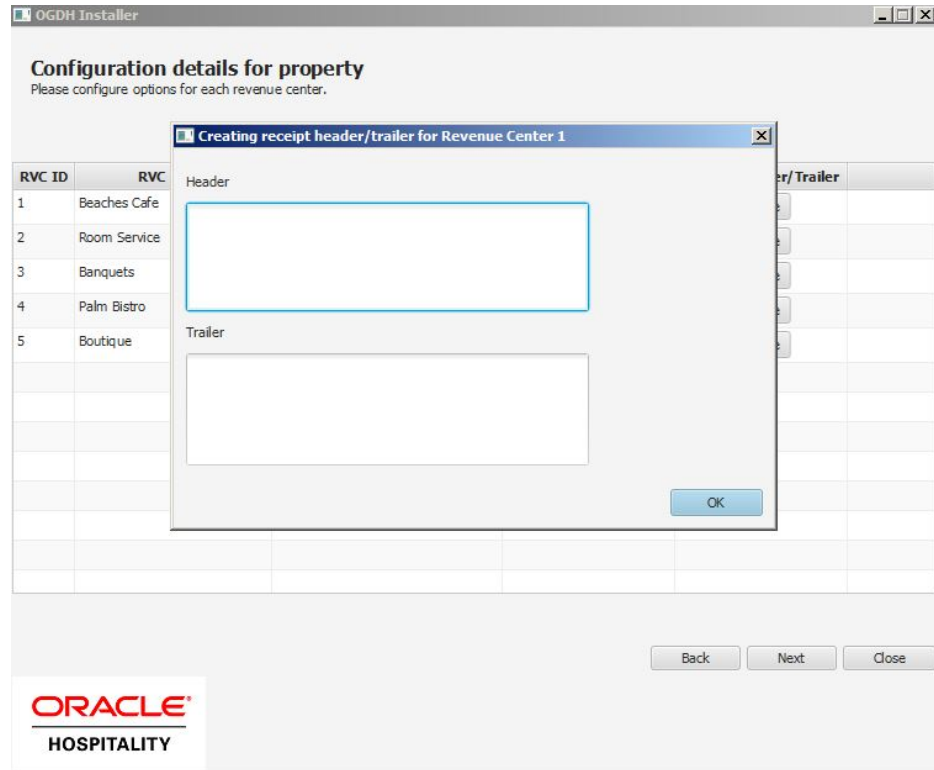 OGDH Installer
Configuration details for property
Please configure options for each revenue center.
Creating receipt header/trailer for Revenue Center 1
RVC ID RVC er/Trailer
Header
1 Beaches Cafe
2 Room Service
3 Banquets
4 Palm Bistro
Trailer
5 Boutique
OK
Back Next Close
ORACLE
HOSPITALITY